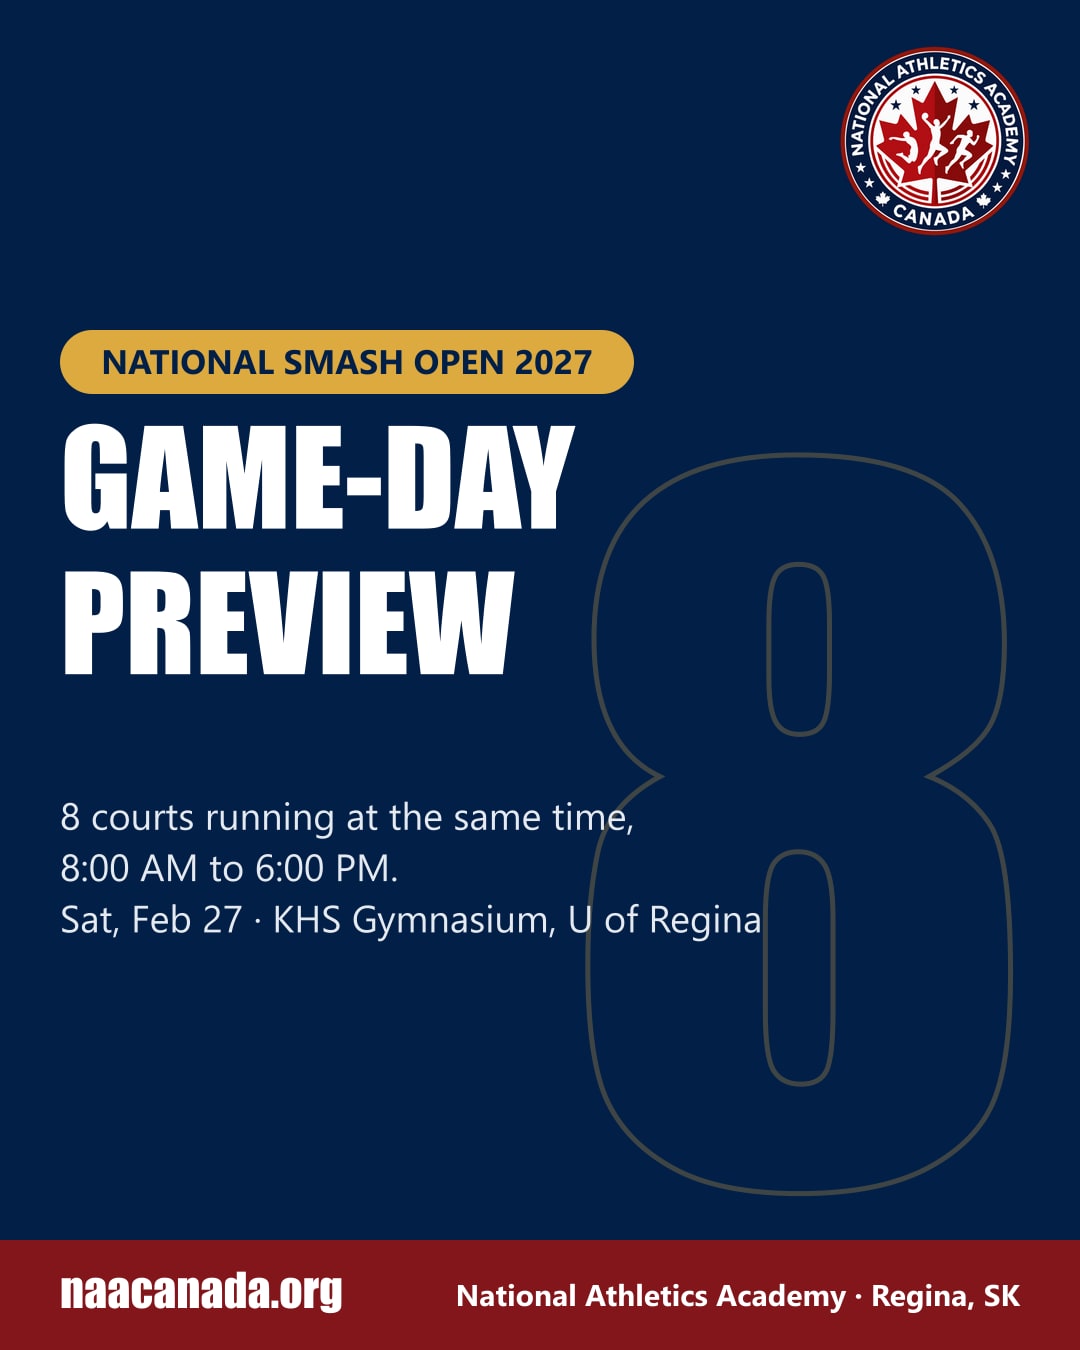 NATIONAL ATHLETICS ACADEMY
CANADA
NATIONAL SMASH OPEN 2027
GAME-DAY
PREVIEW
8
8 courts running at the same time,
8:00 AM to 6:00 PM.
Sat, Feb 27 · KHS Gymnasium, U of Regina
naacanada.org
National Athletics Academy · Regina, SK